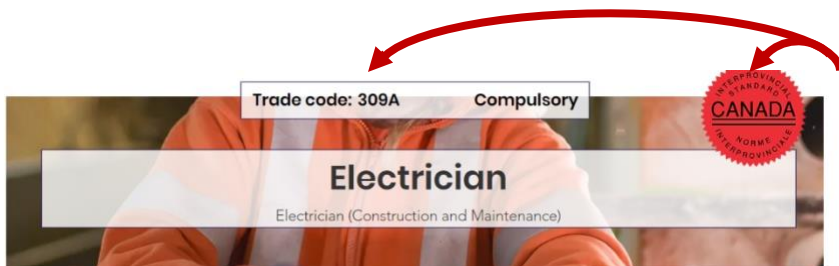 Trade code: 309A Compulsory
INTERPROVINCIAL
STANDARD
CANADA
NORME
INTERPROVINCIALE
Electrician
Electrician (Construction and Maintenance)